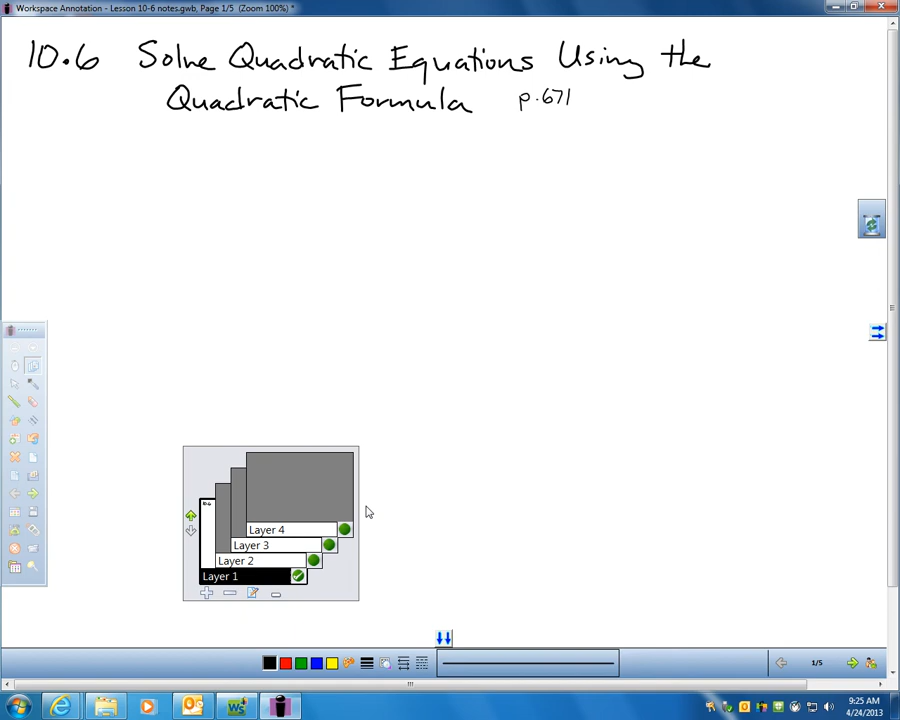 Workspace Annotation - Lesson 10-6 notes.gwb, Page 1/5 (Zoom 100%) *
10.6 Solve Quadratic Equations Using the
Quadratic Formula p.671
Layer 4
Layer 3
Layer 2
Layer 1
1/5
9:25 AM
4/24/2013